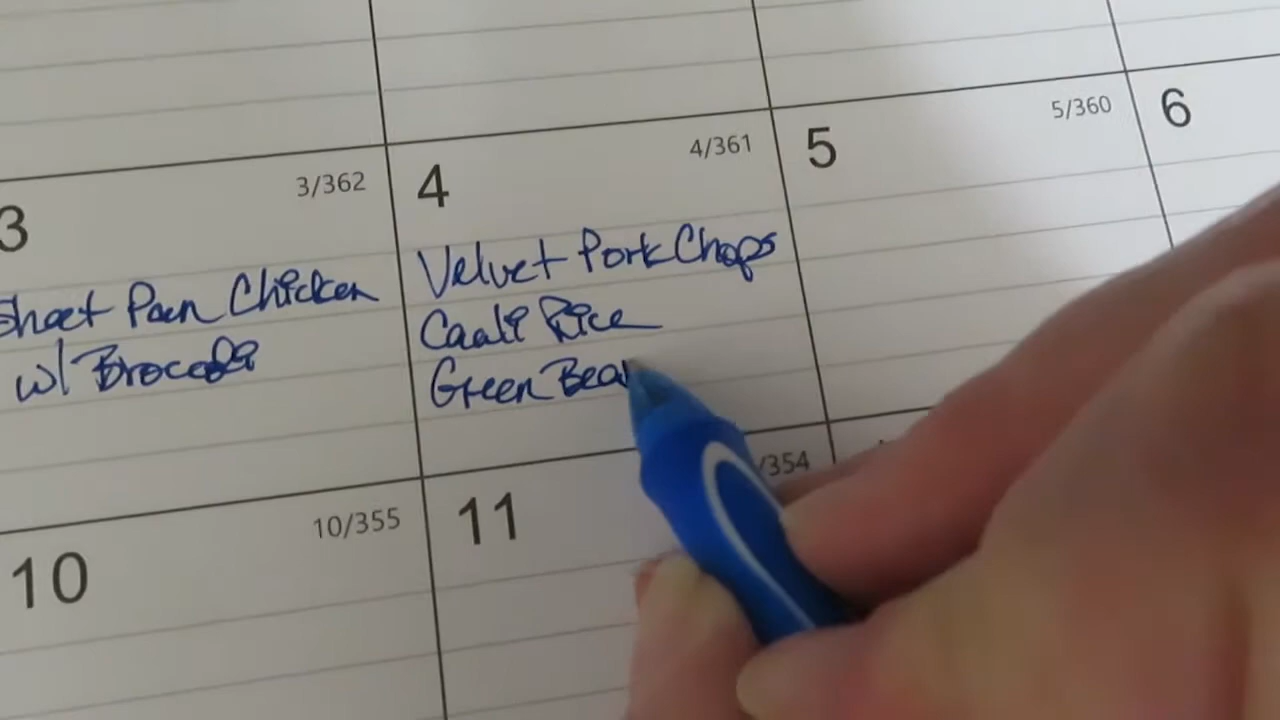 3/362
3
4/361
4
5/360
5
6
Sheet Pan Chicken
w/ Broccoli
Velvet Pork Chops
Cauli Rice
Green Bea
10/355
10
/354
11